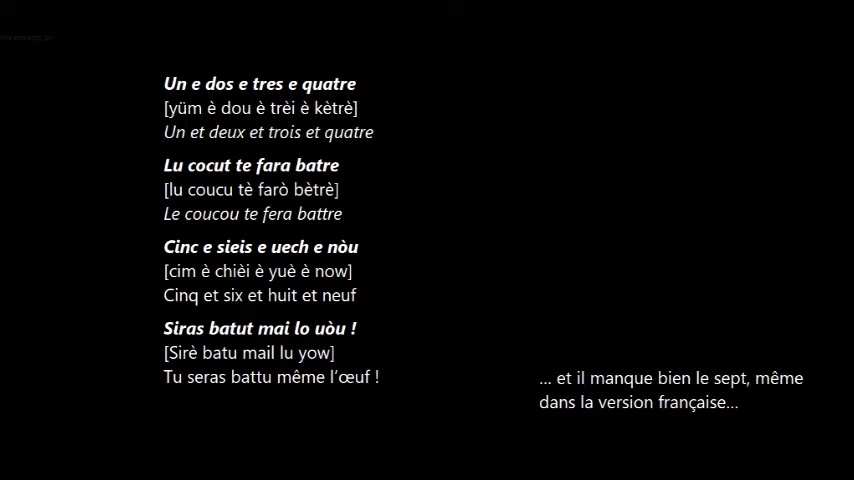 Un e dos e tres e quatre
[yüm è dou è trèi è kètrè]
Un et deux et trois et quatre
Lu cocut te fara batre
[lu coucu tè farò bètrè]
Le coucou te fera battre
Cinc e sieis e uech e nòu
[cim è chièi è yuè è now]
Cinq et six et huit et neuf
Siras batut mai lo uòu !
[Sirè batu mail lu yow]
Tu seras battu même l’œuf !
… et il manque bien le sept, même
dans la version française…